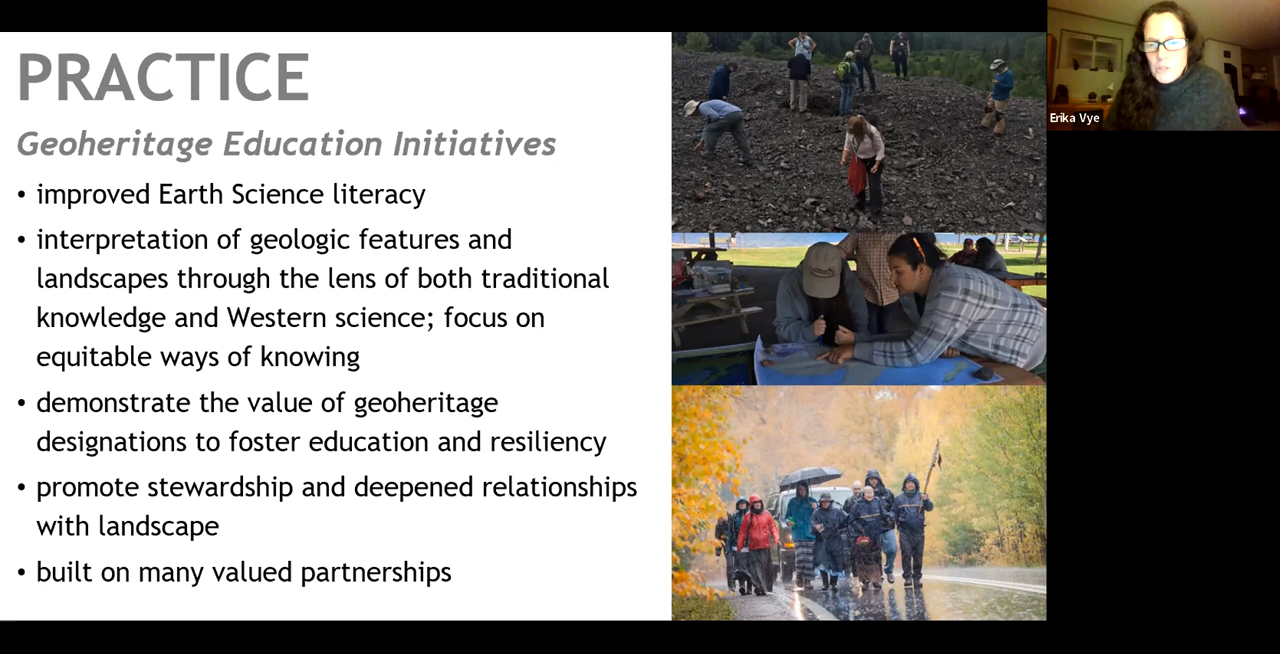 PRACTICE
Geoheritage Education Initiatives
• improved Earth Science literacy
• interpretation of geologic features and
landscapes through the lens of both traditional
knowledge and Western science; focus on
equitable ways of knowing
• demonstrate the value of geoheritage
designations to foster education and resiliency
• promote stewardship and deepened relationships
with landscape
• built on many valued partnerships
Erika Vye